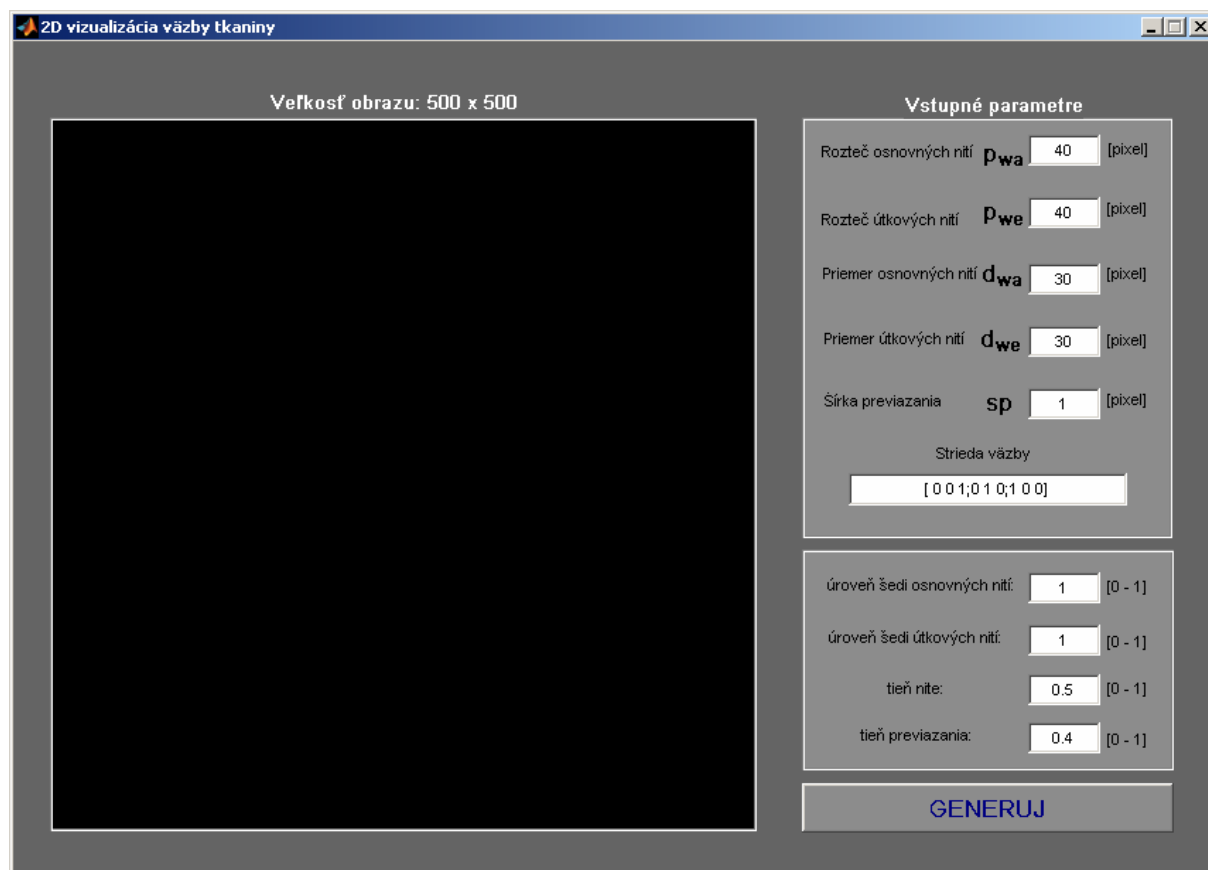 2D vizualizácia väzby tkaniny
Veľkosť obrazu: 500 x 500
Vstupné parametre
Rozteč osnovných nití pwa 40 [pixel]
Rozteč útkových nití pwe 40 [pixel]
Priemer osnovných nití dwa 30 [pixel]
Priemer útkových nití dwe 30 [pixel]
Šírka previazania sp 1 [pixel]
Strieda väzby
[ 0 0 1;0 1 0;1 0 0]
úroveň šedi osnovných nití: 1 [0 - 1]
úroveň šedi útkových nití: 1 [0 - 1]
tieň nite: 0.5 [0 - 1]
tieň previazania: 0.4 [0 - 1]
GENERUJ